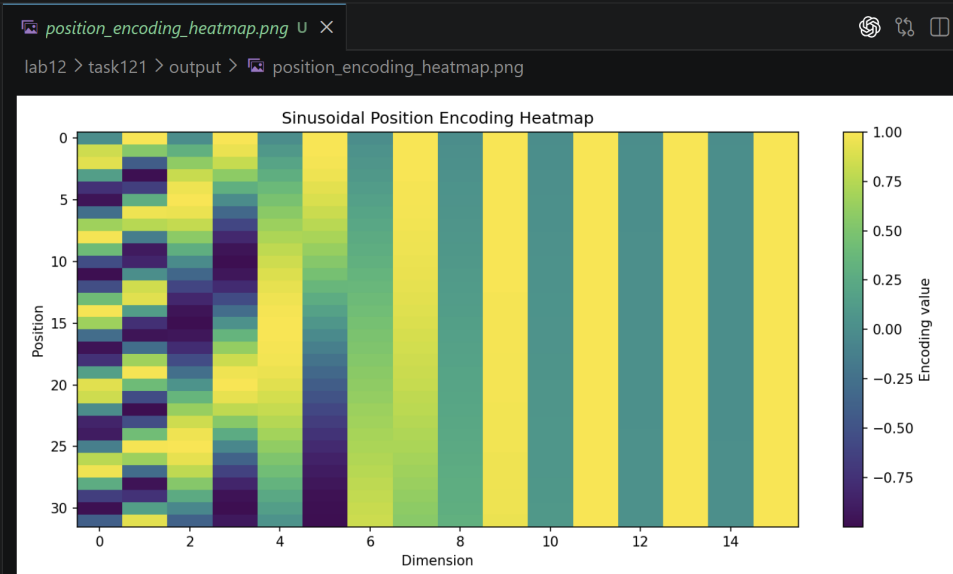 position_encoding_heatmap.png U
lab12 > task121 > output > position_encoding_heatmap.png
Sinusoidal Position Encoding Heatmap
0
5
10
15
20
25
30
Position
0 2 4 6 8 10 12 14
Dimension
1.00
0.75
0.50
0.25
0.00
−0.25
−0.50
−0.75
Encoding value